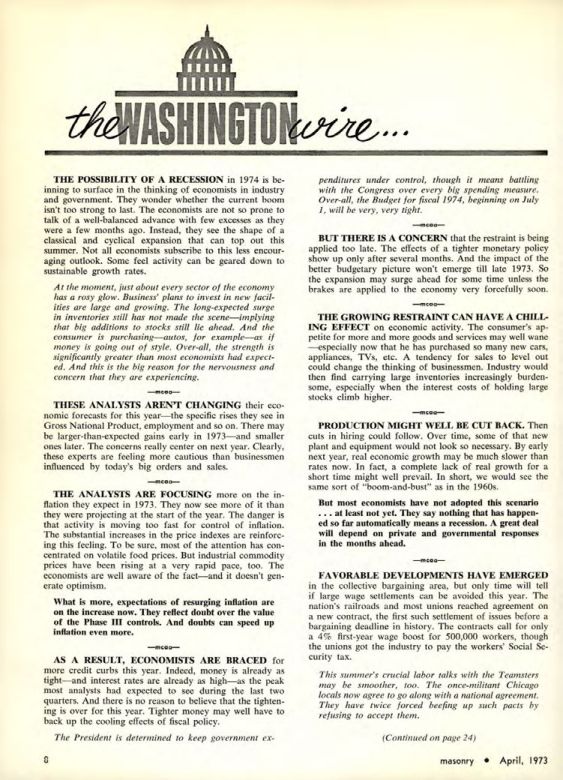 the WASHINGTON wire...
THE POSSIBILITY OF A RECESSION in 1974 is be-
inning to surface in the thinking of economists in industry
and government. They wonder whether the current boom
isn't too strong to last. The economists are not so prone to
talk of a well-balanced advance with few excesses as they
were a few months ago. Instead, they see the shape of a
classical and cyclical expansion that can top out this
summer. Not all economists subscribe to this less encour-
aging outlook. Some feel activity can be geared down to
sustainable growth rates.
At the moment, just about every sector of the economy
has a rosy glow. Business' plans to invest in new facil-
ities are large and growing. The long-expected surge
in inventories still has not made the scene—implying
that big additions to stocks still lie ahead. And the
consumer is purchasing—autos, for example—as if
money is going out of style. Over-all, the strength is
significantly greater than most economists had expect-
ed. And this is the big reason for the nervousness and
concern that they are experiencing.
—mcaa—
THESE ANALYSTS AREN'T CHANGING their eco-
nomic forecasts for this year—the specific rises they see in
Gross National Product, employment and so on. There may
be larger-than-expected gains early in 1973—and smaller
ones later. The concerns really center on next year. Clearly,
these experts are feeling more cautious than businessmen
influenced by today's big orders and sales.
—mcaa—
THE ANALYSTS ARE FOCUSING more on the in-
flation they expect in 1973. They now see more of it than
they were projecting at the start of the year. The danger is
that activity is moving too fast for control of inflation.
The substantial increases in the price indexes are reinforc-
ing this feeling. To be sure, most of the attention has con-
centrated on volatile food prices. But industrial commodity
prices have been rising at a very rapid pace, too. The
economists are well aware of the fact—and it doesn't gen-
erate optimism.
What is more, expectations of resurging inflation are
on the increase now. They reflect doubt over the value
of the Phase III controls. And doubts can speed up
inflation even more.
—mcaa—
AS A RESULT, ECONOMISTS ARE BRACED for
more credit curbs this year. Indeed, money is already as
tight—and interest rates are already as high—as the peak
most analysts had expected to see during the last two
quarters. And there is no reason to believe that the tighten-
ing is over for this year. Tighter money may well have to
back up the cooling effects of fiscal policy.
The President is determined to keep government ex-
penditures under control, though it means battling
with the Congress over every big spending measure.
Over-all, the Budget for fiscal 1974, beginning on July
1, will be very, very tight.
—mcaa—
BUT THERE IS A CONCERN that the restraint is being
applied too late. The effects of a tighter monetary policy
show up only after several months. And the impact of the
better budgetary picture won't emerge till late 1973. So
the expansion may surge ahead for some time unless the
brakes are applied to the economy very forcefully soon.
—mcaa—
THE GROWING RESTRAINT CAN HAVE A CHILL-
ING EFFECT on economic activity. The consumer's ap-
petite for more and more goods and services may well wane
—especially now that he has purchased so many new cars,
appliances, TVs, etc. A tendency for sales to level out
could change the thinking of businessmen. Industry would
then find carrying large inventories increasingly burden-
some, especially when the interest costs of holding large
stocks climb higher.
—mcaa—
PRODUCTION MIGHT WELL BE CUT BACK. Then
cuts in hiring could follow. Over time, some of that new
plant and equipment would not look so necessary. By early
next year, real economic growth may be much slower than
rates now. In fact, a complete lack of real growth for a
short time might well prevail. In short, we would see the
same sort of "boom-and-bust" as in the 1960s.
But most economists have not adopted this scenario
. . . at least not yet. They say nothing that has happen-
ed so far automatically means a recession. A great deal
will depend on private and governmental responses
in the months ahead.
—mcaa—
FAVORABLE DEVELOPMENTS HAVE EMERGED
in the collective bargaining area, but only time will tell
if large wage settlements can be avoided this year. The
nation's railroads and most unions reached agreement on
a new contract, the first such settlement of issues before a
bargaining deadline in history. The contracts call for only
a 4% first-year wage boost for 500,000 workers, though
the unions got the industry to pay the workers' Social Se-
curity tax.
This summer's crucial labor talks with the Teamsters
may be smoother, too. The once-militant Chicago
locals now agree to go along with a national agreement.
They have twice forced beefing up such pacts by
refusing to accept them.
(Continued on page 24)
8
masonry • April, 1973